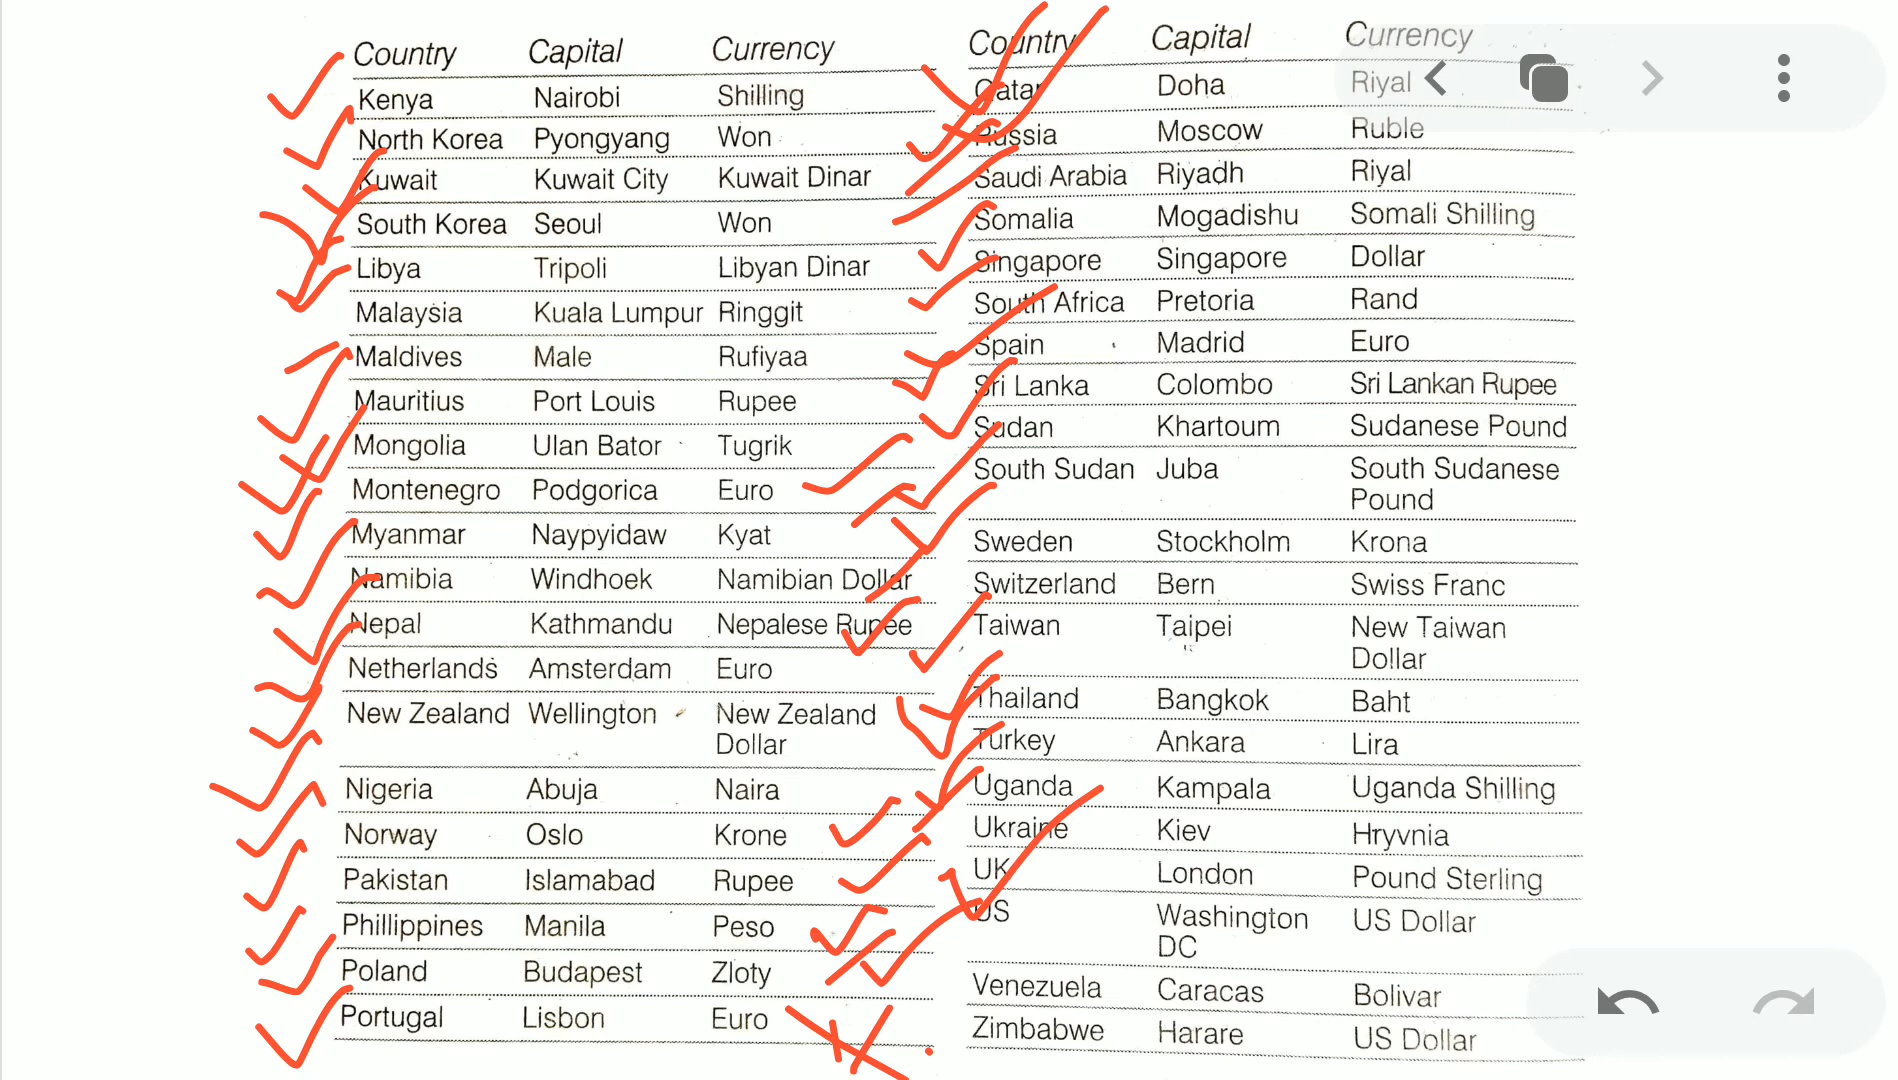 Country Capital Currency
Kenya Nairobi Shilling
North Korea Pyongyang Won
Kuwait Kuwait City Kuwait Dinar
South Korea Seoul Won
Libya Tripoli Libyan Dinar
Malaysia Kuala Lumpur Ringgit
Maldives Male Rufiyaa
Mauritius Port Louis Rupee
Mongolia Ulan Bator Tugrik
Montenegro Podgorica Euro
Myanmar Naypyidaw Kyat
Namibia Windhoek Namibian Dollar
Nepal Kathmandu Nepalese Rupee
Netherlands Amsterdam Euro
New Zealand Wellington New Zealand
Dollar
Nigeria Abuja Naira
Norway Oslo Krone
Pakistan Islamabad Rupee
Phillippines Manila Peso
Poland Budapest Zloty
Portugal Lisbon Euro
Country Capital Currency
Qatar Doha Riyal
Russia Moscow Ruble
Saudi Arabia Riyadh Riyal
Somalia Mogadishu Somali Shilling
Singapore Singapore Dollar
South Africa Pretoria Rand
Spain Madrid Euro
Sri Lanka Colombo Sri Lankan Rupee
Sudan Khartoum Sudanese Pound
South Sudan Juba South Sudanese
Pound
Sweden Stockholm Krona
Switzerland Bern Swiss Franc
Taiwan Taipei New Taiwan
Dollar
Thailand Bangkok Baht
Turkey Ankara Lira
Uganda Kampala Uganda Shilling
Ukraine Kiev Hryvnia
UK London Pound Sterling
US Washington US Dollar
DC
Venezuela Caracas Bolivar
Zimbabwe Harare US Dollar